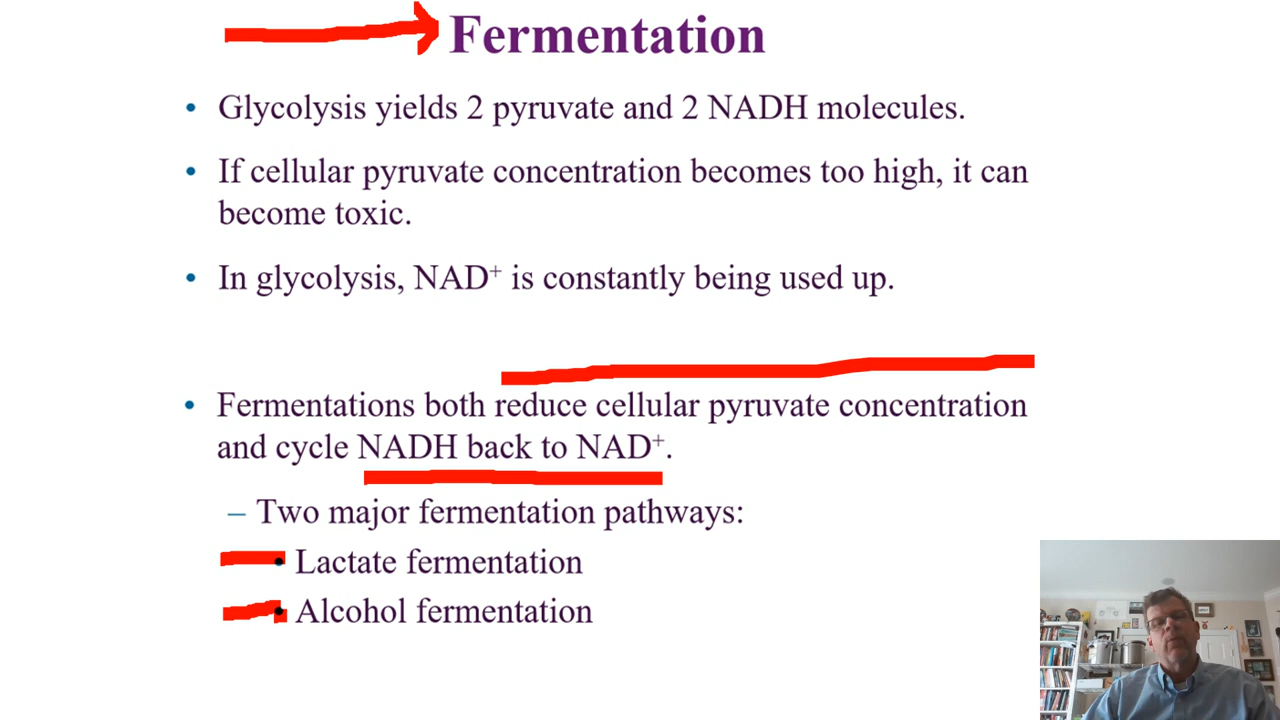 Fermentation
• Glycolysis yields 2 pyruvate and 2 NADH molecules.
• If cellular pyruvate concentration becomes too high, it can
become toxic.
• In glycolysis, NAD⁺ is constantly being used up.
• Fermentations both reduce cellular pyruvate concentration
and cycle NADH back to NAD⁺.
– Two major fermentation pathways:
• Lactate fermentation
• Alcohol fermentation